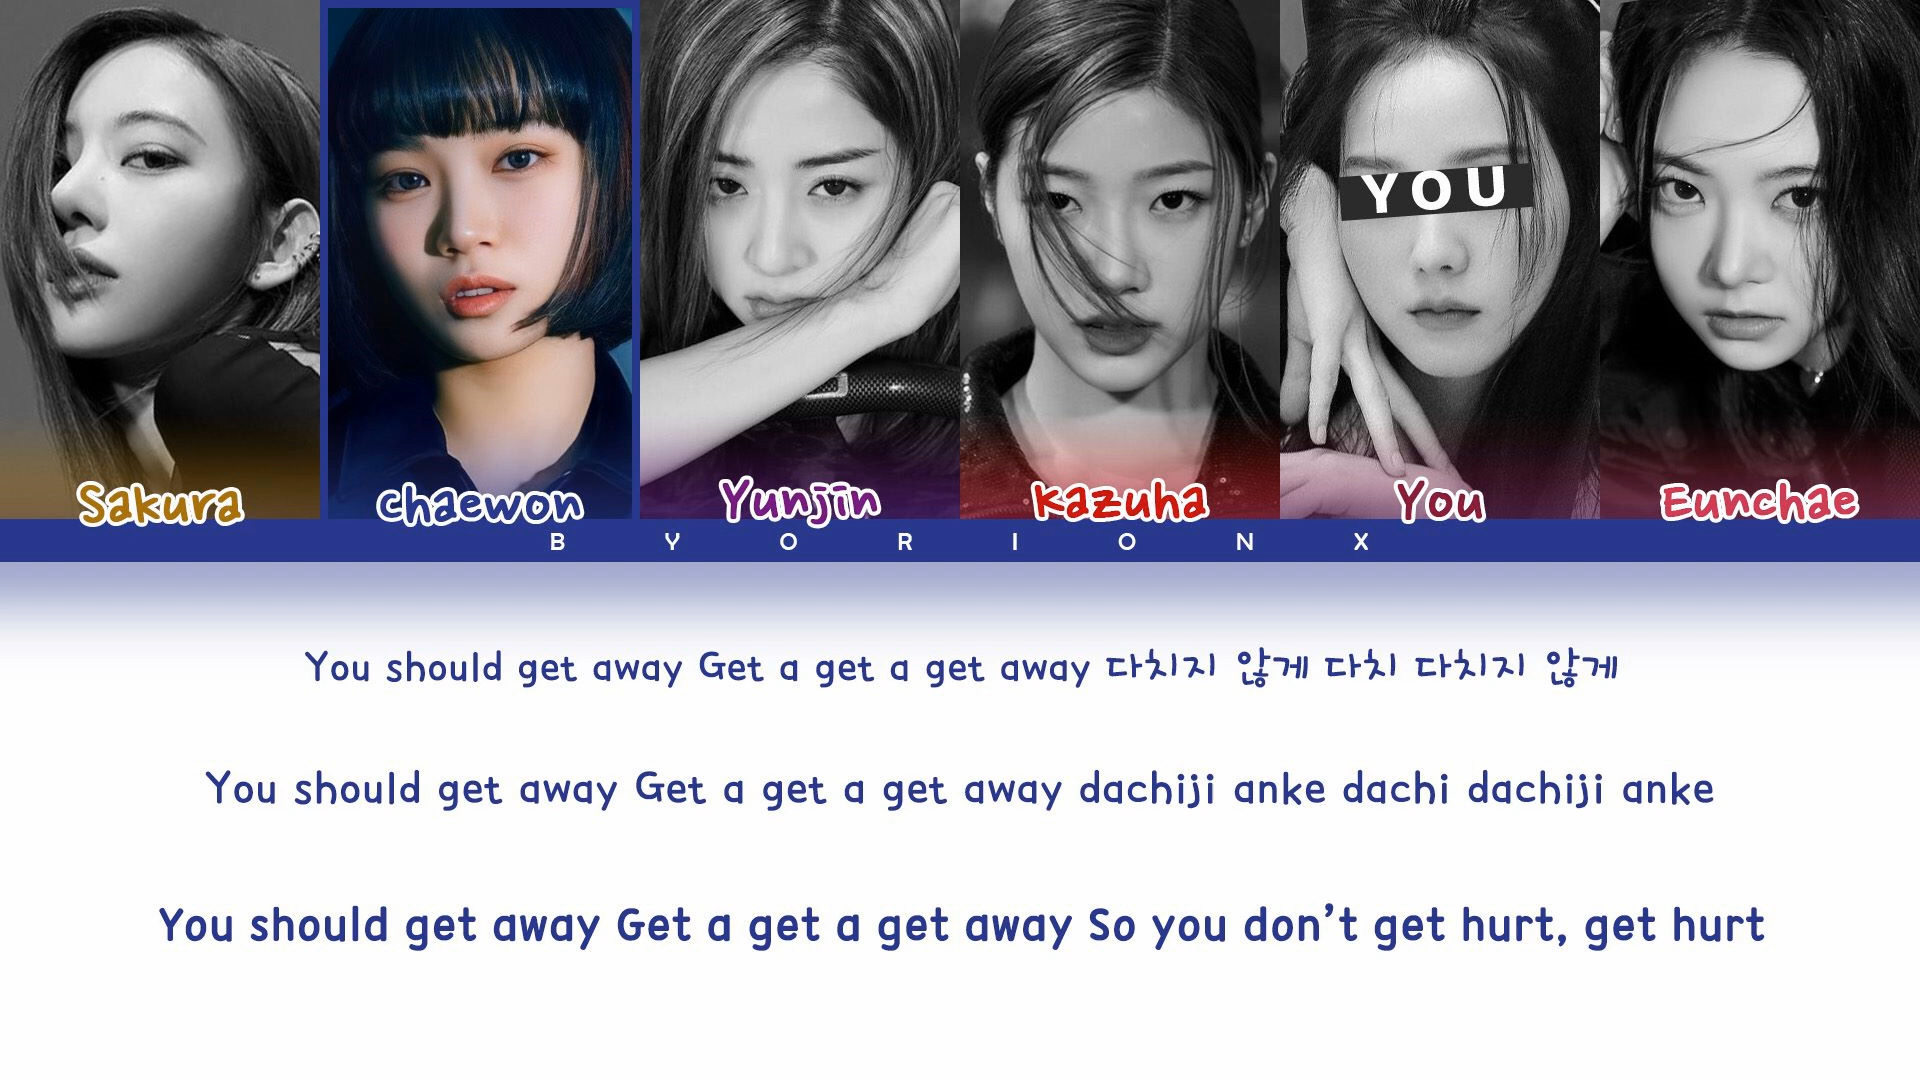 YOU
Sakura
chaewon
Yunjin
kazuha
You
Eunchae
B Y O R I O N X
You should get away Get a get a get away 다치지 않게 다치 다치지 않게
You should get away Get a get a get away dachiji anke dachi dachiji anke
You should get away Get a get a get away So you don't get hurt, get hurt